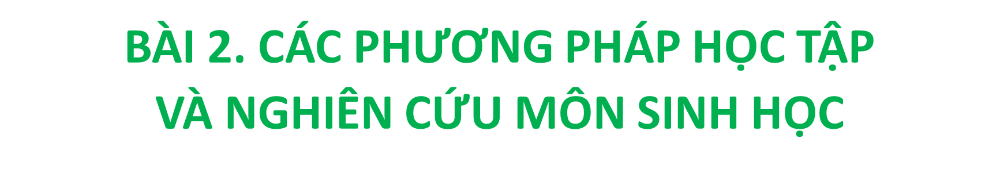 BÀI 2. CÁC PHƯƠNG PHÁP HỌC TẬP
VÀ NGHIÊN CỨU MÔN SINH HỌC